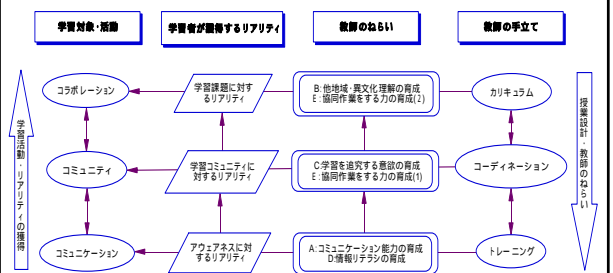 学習対象・活動
学習者が獲得するリアリティ
教師のねらい
教師の手立て
コラボレーション
学習課題に対す
るリアリティ
B:他地域・異文化理解の育成
E:協同作業をする力の育成(2)
カリキュラム
コミュニティ
学習コミュニティに
対するリアリティ
C:学習を追究する意欲の育成
E:協同作業をする力の育成(1)
コーディネーション
コミュニケーション
アウェアネスに対
するリアリティ
A:コミュニケーション能力の育成
D:情報リテラシの育成
トレーニング
学習活動・リアリティの獲得
授業設計・教師のねらい